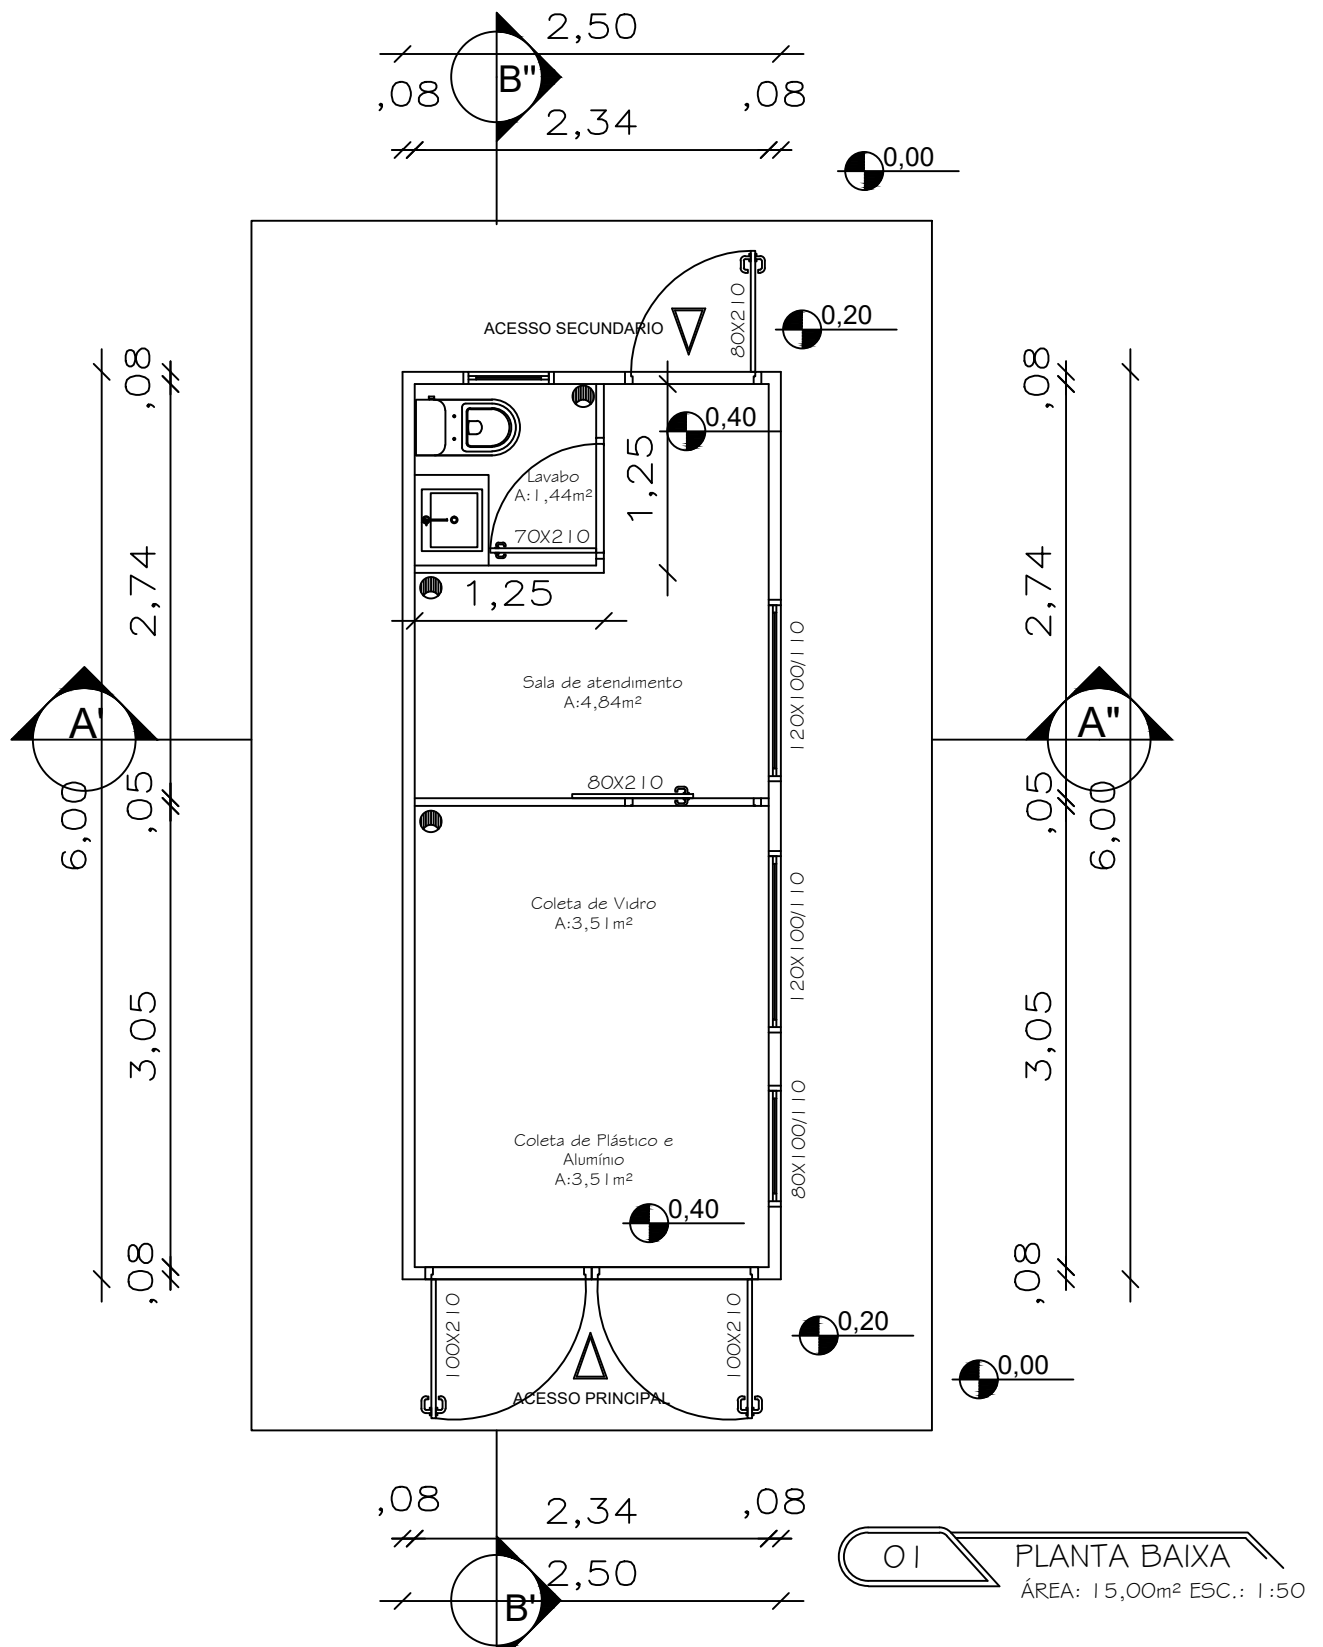 2,50
B"
,08
,08
2,34
0,00
ACESSO SECUNDARIO
80X210
0,20
,08
,08
0,40
1,25
Lavabo
A:1,44m²
70X210
1,25
2,74
2,74
120X100/110
Sala de atendimento
A:4,84m²
A'
A"
80X210
6,00
,05
,05
6,00
Coleta de Vidro
A:3,51m²
120X100/110
3,05
3,05
80X100/110
Coleta de Plástico e
Alumínio
A:3,51m²
0,40
,08
,08
100X210
100X210
0,20
0,00
ACESSO PRINCIPAL
,08
2,34
,08
2,50
B'
01
PLANTA BAIXA
ÁREA: 15,00m² ESC.: 1:50